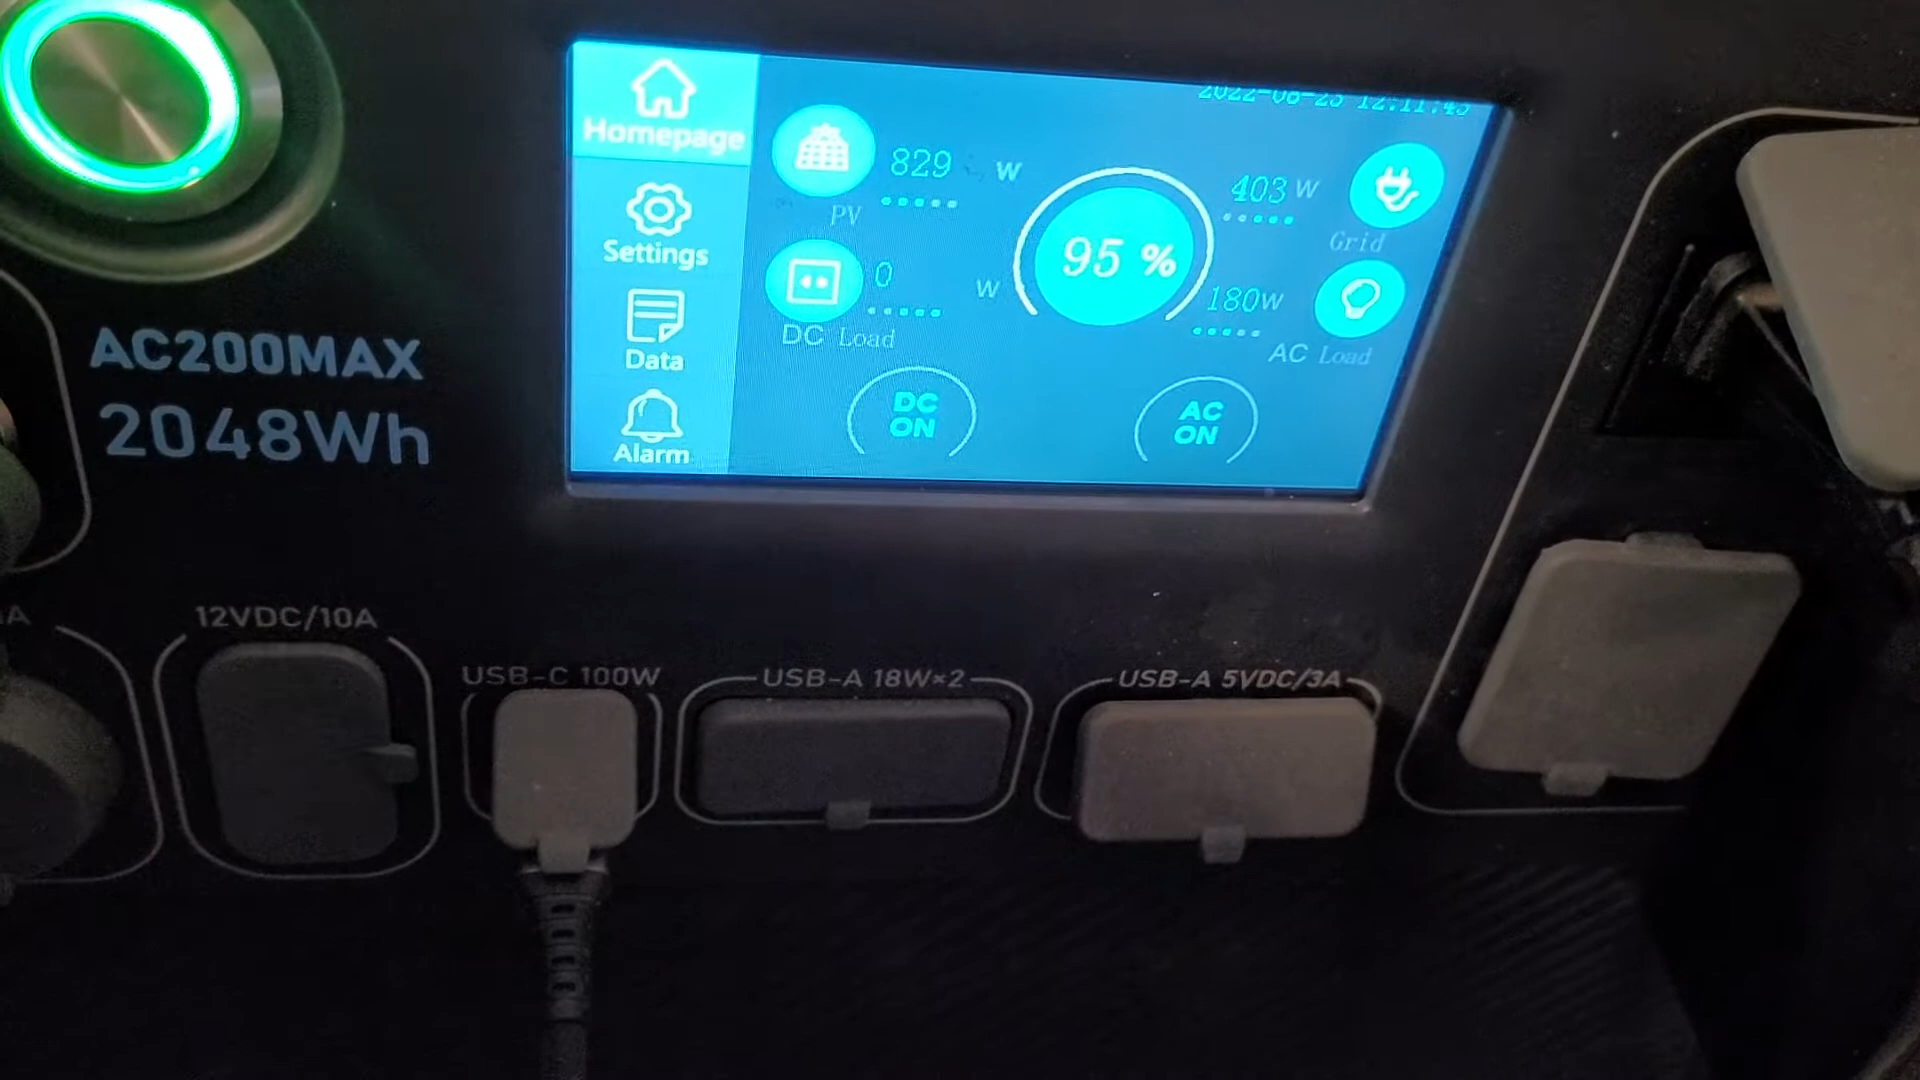 Homepage
Settings
Data
Alarm
829 W
PV
0 W
DC Load
95 %
403 W
Grid
180W
AC Load
DC
ON
AC
ON
AC200MAX
2048Wh
A
12VDC/10A
USB-C 100W
USB-A 18W×2
USB-A 5VDC/3A